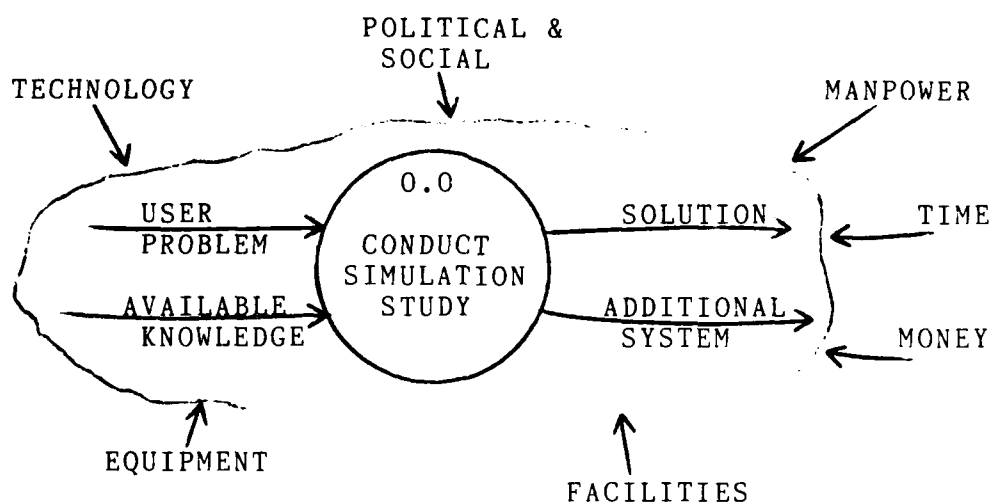 POLITICAL &
SOCIAL
TECHNOLOGY
MANPOWER
0.0
USER
PROBLEM
CONDUCT
SIMULATION
STUDY
SOLUTION
TIME
AVAILABLE
KNOWLEDGE
ADDITIONAL
SYSTEM
MONEY
EQUIPMENT
FACILITIES